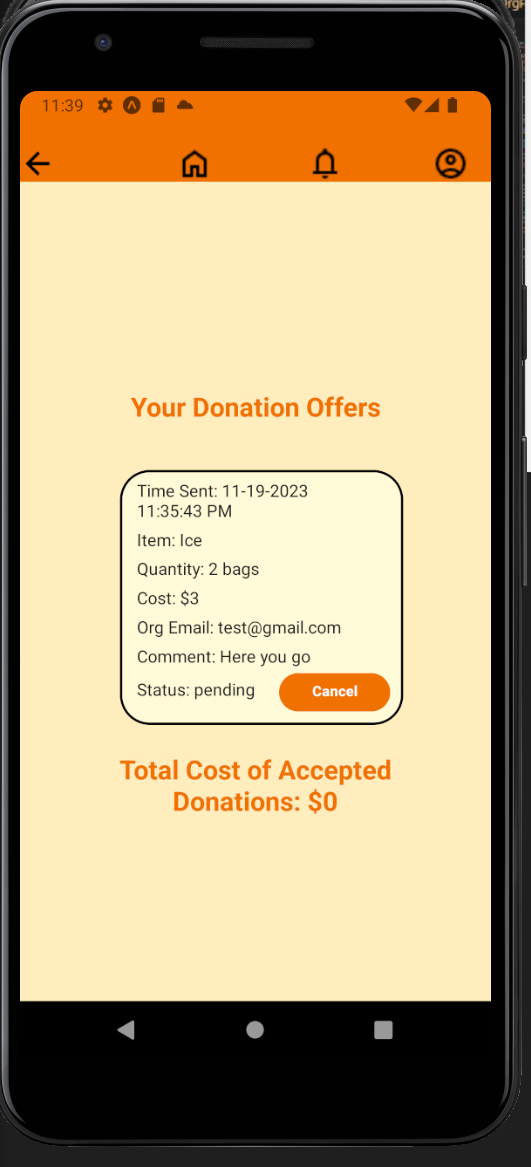 11:39
Your Donation Offers
Time Sent: 11-19-2023
11:35:43 PM
Item: Ice
Quantity: 2 bags
Cost: $3
Org Email: test@gmail.com
Comment: Here you go
Status: pending
Cancel
Total Cost of Accepted
Donations: $0